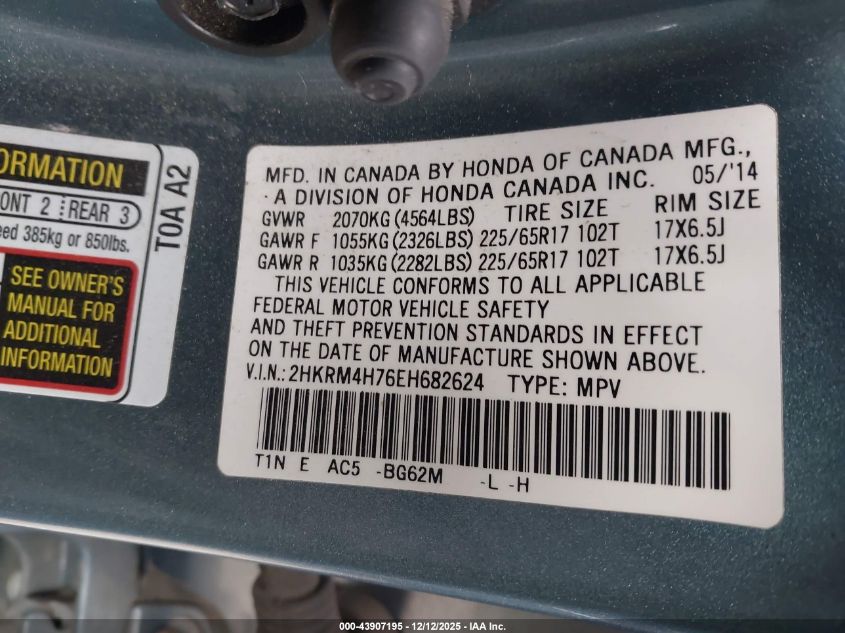 ORMATION
ONT 2 REAR 3
eed 385kg or 850lbs.
SEE OWNER'S
MANUAL FOR
ADDITIONAL
INFORMATION
T0A A2
MFD. IN CANADA BY HONDA OF CANADA MFG.,
A DIVISION OF HONDA CANADA INC. 05/'14
GVWR 2070KG (4564LBS) TIRE SIZE RIM SIZE
GAWR F 1055KG (2326LBS) 225/65R17 102T 17X6.5J
GAWR R 1035KG (2282LBS) 225/65R17 102T 17X6.5J
THIS VEHICLE CONFORMS TO ALL APPLICABLE
FEDERAL MOTOR VEHICLE SAFETY
AND THEFT PREVENTION STANDARDS IN EFFECT
ON THE DATE OF MANUFACTURE SHOWN ABOVE.
V.I.N.: 2HKRM4H76EH682624 TYPE: MPV
T1N E AC5 -BG62M -L -H
000-43907195 - 12/12/2025 - IAA Inc.